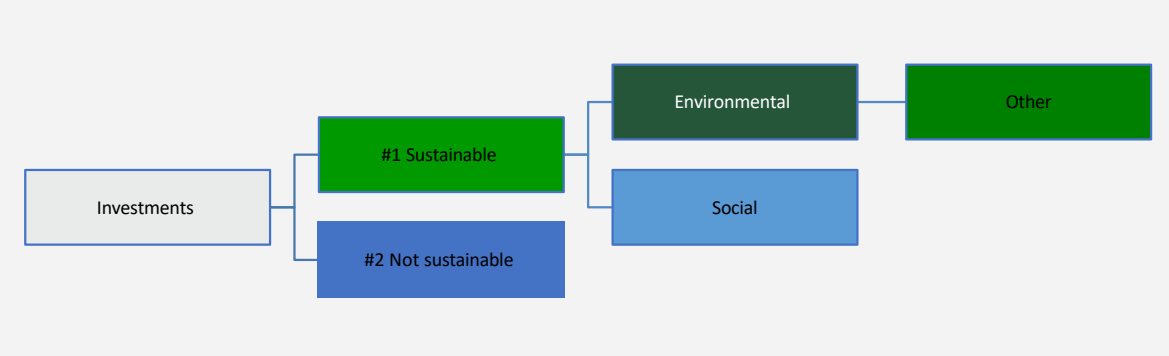 Investments
#1 Sustainable
#2 Not sustainable
Environmental
Social
Other